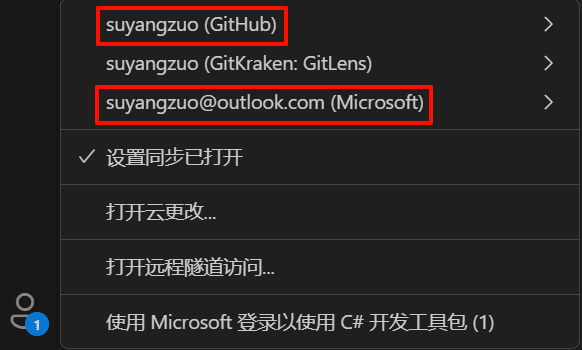 suyangzuo (GitHub)
suyangzuo (GitKraken: GitLens)
suyangzuo@outlook.com (Microsoft)
设置同步已打开
打开云更改...
打开远程隧道访问...
使用 Microsoft 登录以使用 C# 开发工具包 (1)
1